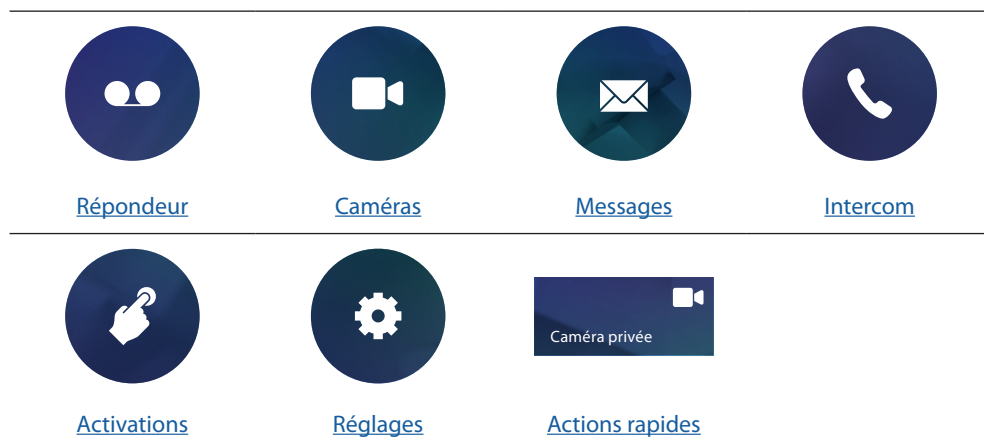 Répondeur
Caméras
Messages
Intercom
Caméra privée
Activations
Réglages
Actions rapides